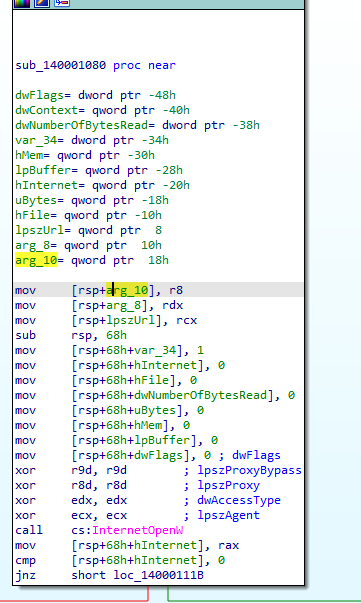 sub_140001080 proc near
dwFlags= dword ptr -48h
dwContext= qword ptr -40h
dwNumberOfBytesRead= dword ptr -38h
var_34= dword ptr -34h
hMem= qword ptr -30h
lpBuffer= qword ptr -28h
hInternet= qword ptr -20h
uBytes= qword ptr -18h
hFile= qword ptr -10h
lpszUrl= qword ptr  8
arg_8= qword ptr  10h
arg_10= qword ptr  18h
mov     [rsp+arg_10], r8
mov     [rsp+arg_8], rdx
mov     [rsp+lpszUrl], rcx
sub     rsp, 68h
mov     [rsp+68h+var_34], 1
mov     [rsp+68h+hInternet], 0
mov     [rsp+68h+hFile], 0
mov     [rsp+68h+dwNumberOfBytesRead], 0
mov     [rsp+68h+uBytes], 0
mov     [rsp+68h+hMem], 0
mov     [rsp+68h+lpBuffer], 0
mov     [rsp+68h+dwFlags], 0 ; dwFlags
xor     r9d, r9d        ; lpszProxyBypass
xor     r8d, r8d        ; lpszProxy
xor     edx, edx        ; dwAccessType
xor     ecx, ecx        ; lpszAgent
call    cs:InternetOpenW
mov     [rsp+68h+hInternet], rax
cmp     [rsp+68h+hInternet], 0
jnz     short loc_14000111B